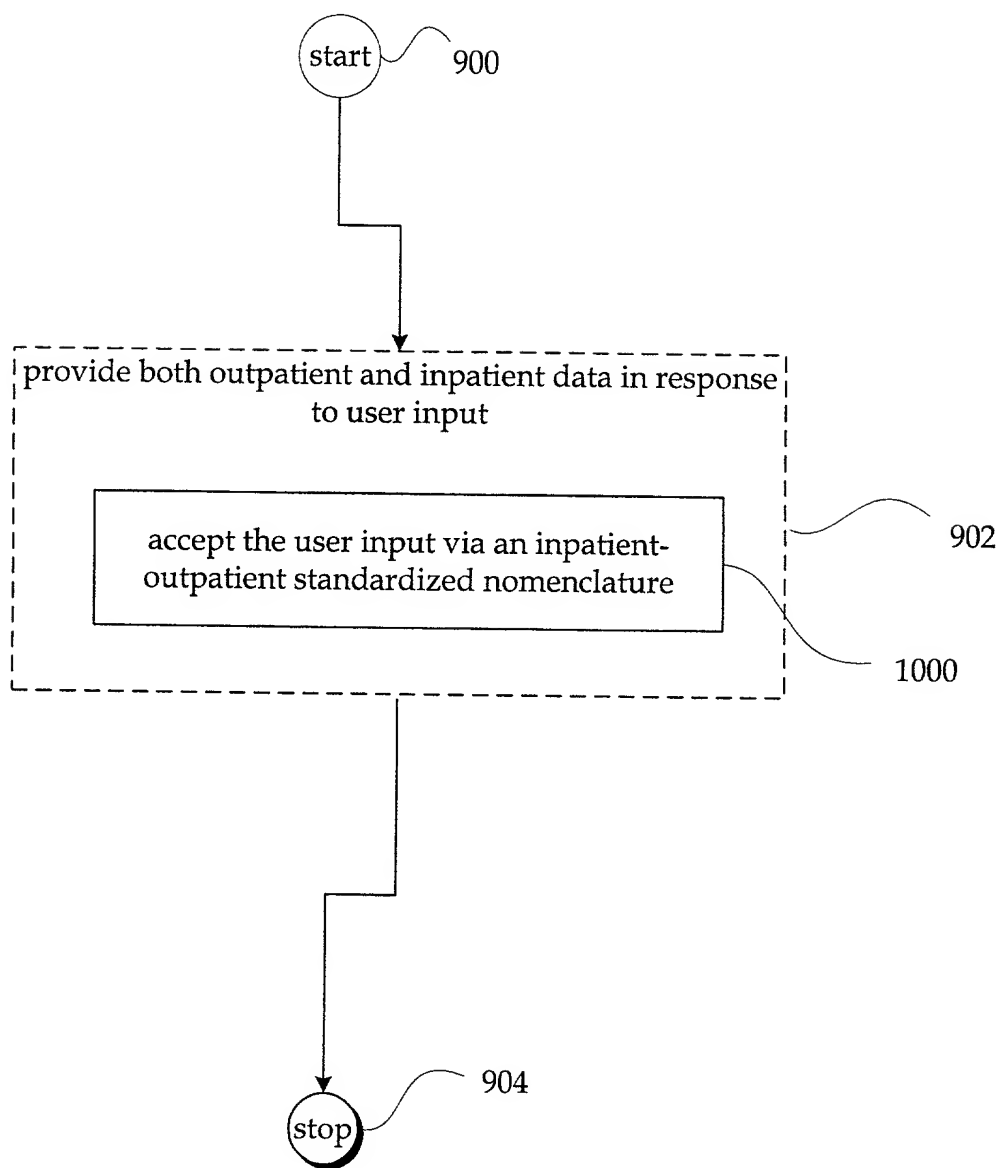 start
900
provide both outpatient and inpatient data in response
to user input
accept the user input via an inpatient-
outpatient standardized nomenclature
902
1000
904
stop